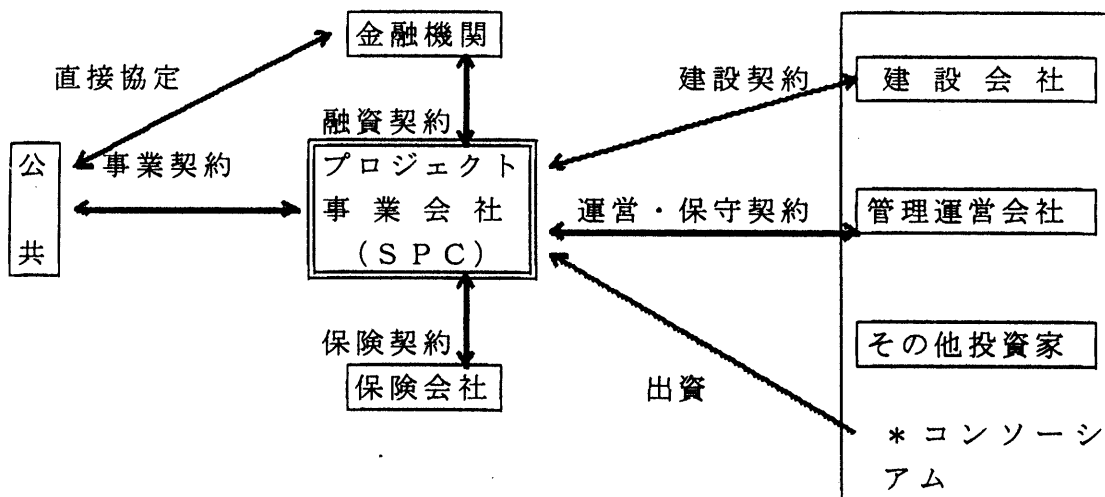 金融機関
直接協定
建設契約
建設会社
融資契約
公共
事業契約
プロジェクト
事業会社
(SPC)
運営・保守契約
管理運営会社
保険契約
保険会社
その他投資家
出資
*コンソーシ
アム